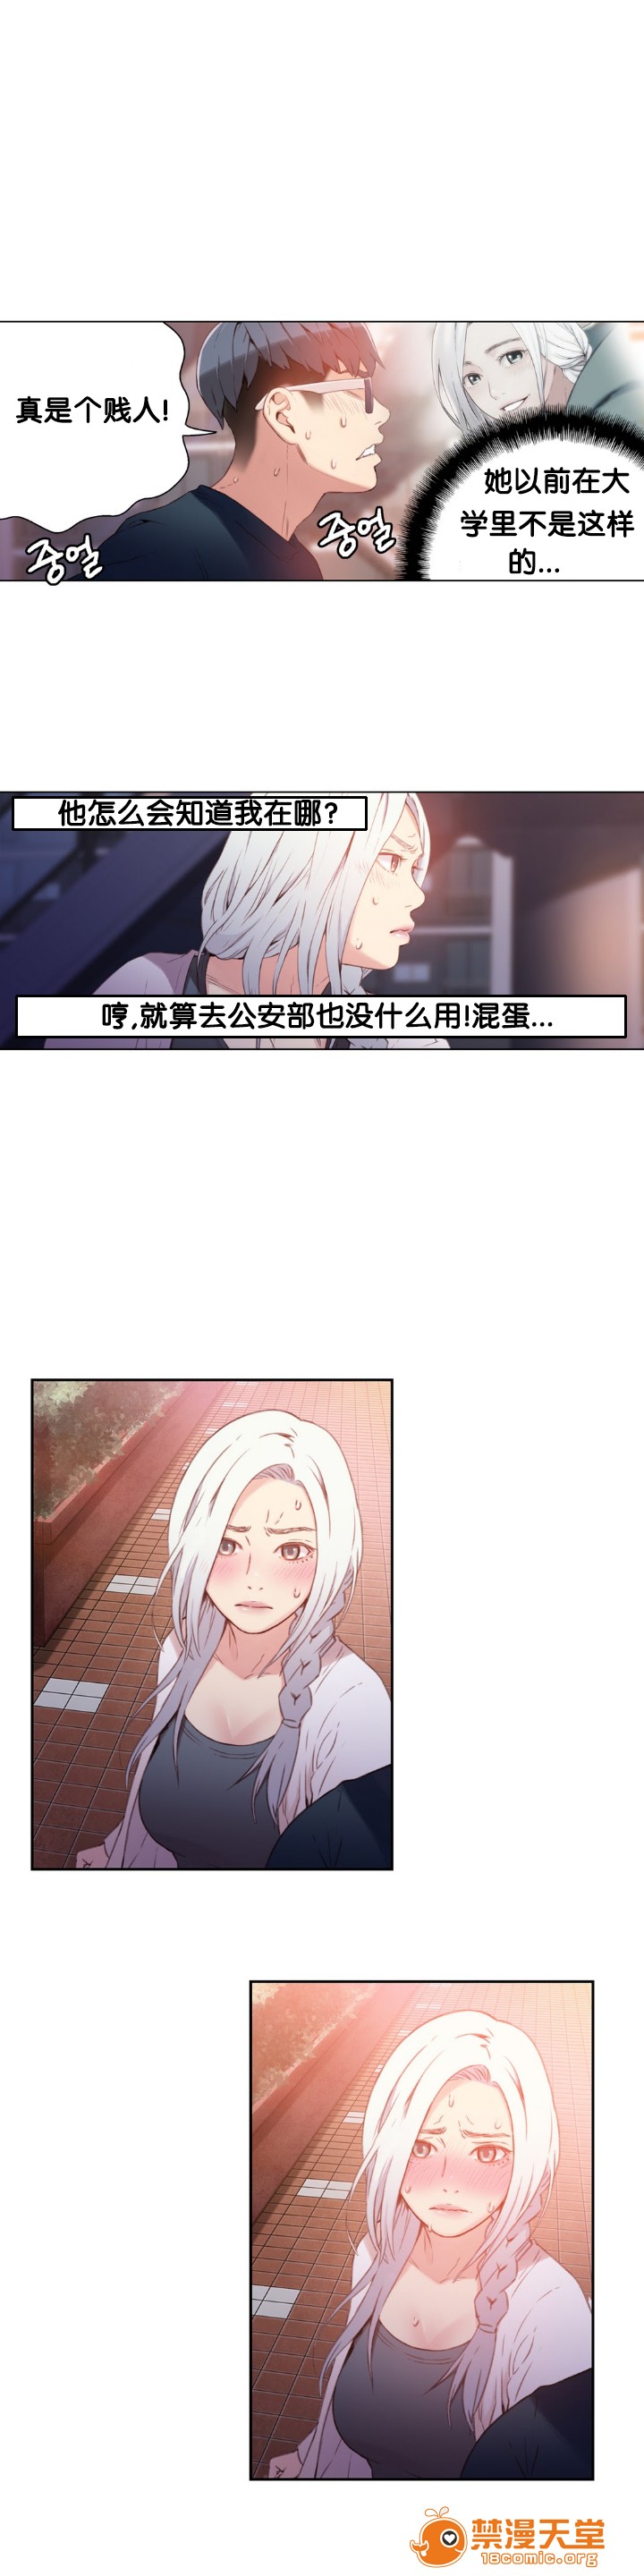 真是个贱人!
她以前在大
学里不是这样
的...
중얼
중얼
他怎么会知道我在哪?
哼,就算去公安部也没什么用!混蛋...
禁漫天堂
18comic.org